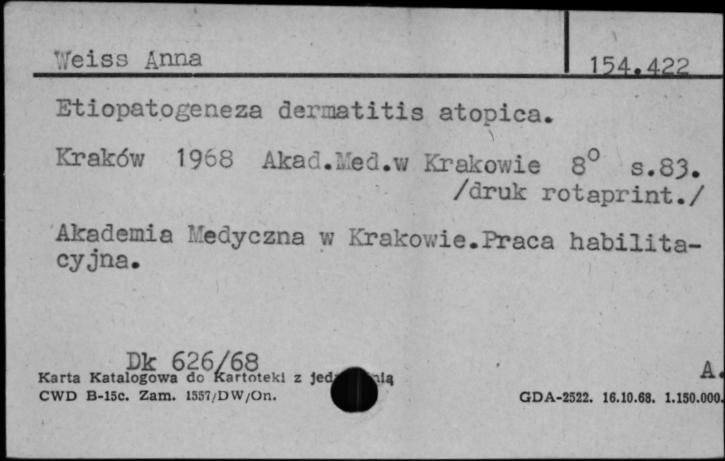 Weiss Anna
154.422
Etiopatogeneza dermatitis atopica.
Kraków 1968 Akad.Med.w Krakowie 8° s.83.
/druk rotaprint./
Akademia Medyczna w Krakowie.Praca habilita-
cyjna.
Dk 626/68
A.
Karta Katalogowa do Kartoteki z
CWD B-15c. Zam. 1557/DW/On.
GDA-2522. 16.10.68. 1.150.000.